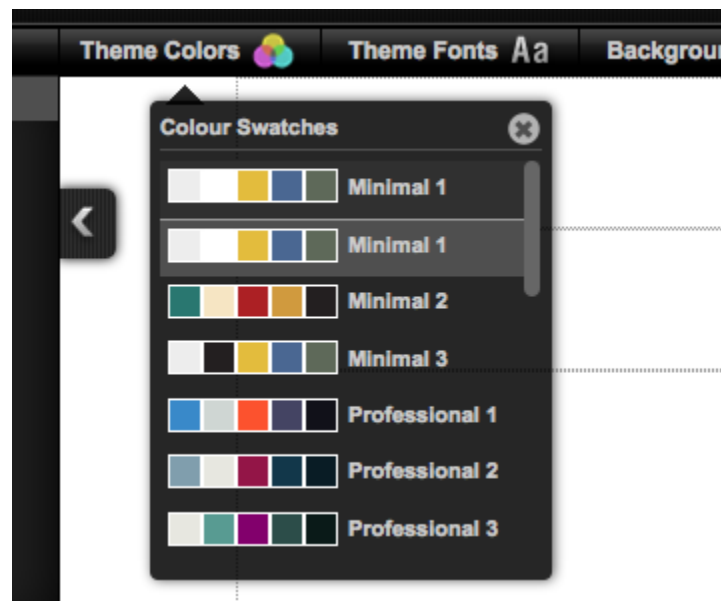 Theme Colors
Theme Fonts Aa
Colour Swatches
Minimal 1
Minimal 1
Minimal 2
Minimal 3
Professional 1
Professional 2
Professional 3